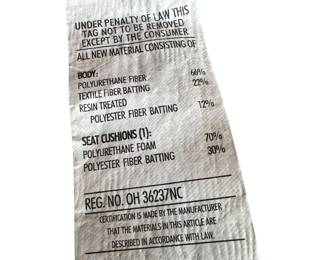 UNDER PENALTY OF LAW THIS
TAG NOT TO BE REMOVED
EXCEPT BY THE CONSUMER
ALL NEW MATERIAL CONSISTING OF
BODY:
POLYURETHANE FIBER 66%
TEXTILE FIBER BATTING 22%
RESIN TREATED
POLYESTER FIBER BATTING 12%
SEAT CUSHIONS (1):
POLYURETHANE FOAM 70%
POLYESTER FIBER BATTING 30%
REG. NO. OH 36237NC
CERTIFICATION IS MADE BY THE MANUFACTURER
THAT THE MATERIALS IN THIS ARTICLE ARE
DESCRIBED IN ACCORDANCE WITH LAW.